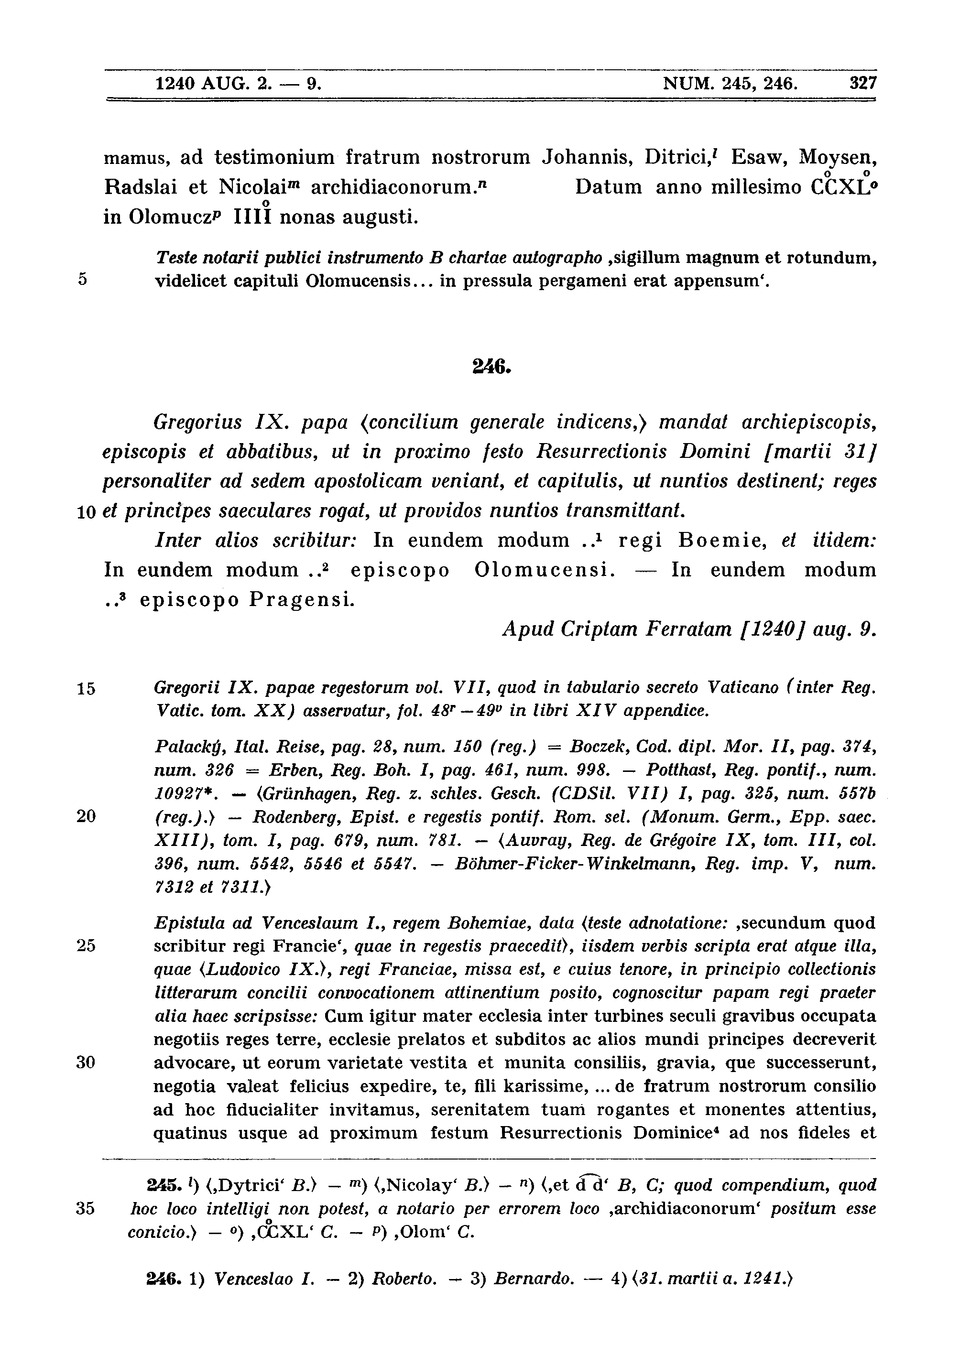 1240 AUG. 2. — 9. NUM. 245, 246. 327
mamus, ad testimonium fratrum nostrorum Johannis, Ditrici,ˡ Esaw, Moysen,
Radslai et Nicolaiᵐ archidiaconorum.ⁿ Datum anno millesimo CC̊XL̊ᵒ
in Olomuczᵖ IIII̊ nonas augusti.
Teste notarii publici instrumento B chartae autographo ‚sigillum magnum et rotundum,
5 videlicet capituli Olomucensis... in pressula pergameni erat appensum‘.
246.
Gregorius IX. papa ⟨concilium generale indicens,⟩ mandat archiepiscopis,
episcopis et abbatibus, ut in proximo festo Resurrectionis Domini [martii 31]
personaliter ad sedem apostolicam veniant, et capitulis, ut nuntios destinent; reges
10 et principes saeculares rogat, ut providos nuntios transmittant.
Inter alios scribitur: In eundem modum ..¹ regi Boemie, et itidem:
In eundem modum ..² episcopo Olomucensi. — In eundem modum
..³ episcopo Pragensi.
Apud Criptam Ferratam [1240] aug. 9.
15 Gregorii IX. papae regestorum vol. VII, quod in tabulario secreto Vaticano (inter Reg.
Vatic. tom. XX) asservatur, fol. 48ʳ — 49ᵛ in libri XIV appendice.
Palacký, Ital. Reise, pag. 28, num. 150 (reg.) = Boczek, Cod. dipl. Mor. II, pag. 374,
num. 326 = Erben, Reg. Boh. I, pag. 461, num. 998. — Potthast, Reg. pontif., num.
10927*. — ⟨Grünhagen, Reg. z. schles. Gesch. (CDSil. VII) I, pag. 325, num. 557b
20 (reg.).⟩ — Rodenberg, Epist. e regestis pontif. Rom. sel. (Monum. Germ., Epp. saec.
XIII), tom. I, pag. 679, num. 781. — ⟨Auvray, Reg. de Grégoire IX, tom. III, col.
396, num. 5542, 5546 et 5547. — Böhmer-Ficker-Winkelmann, Reg. imp. V, num.
7312 et 7311.⟩
Epistula ad Venceslaum I., regem Bohemiae, data ⟨teste adnotatione: ‚secundum quod
25 scribitur regi Francie‘, quae in regestis praecedit⟩, iisdem verbis scripta erat atque illa,
quae ⟨Ludovico IX.⟩, regi Franciae, missa est, e cuius tenore, in principio collectionis
litterarum concilii convocationem attinentium posito, cognoscitur papam regi praeter
alia haec scripsisse: Cum igitur mater ecclesia inter turbines seculi gravibus occupata
negotiis reges terre, ecclesie prelatos et subditos ac alios mundi principes decreverit
30 advocare, ut eorum varietate vestita et munita consiliis, gravia, que successerunt,
negotia valeat felicius expedire, te, fili karissime, ... de fratrum nostrorum consilio
ad hoc fiducialiter invitamus, serenitatem tuam rogantes et monentes attentius,
quatinus usque ad proximum festum Resurrectionis Dominice⁴ ad nos fideles et
245. ˡ) ⟨‚Dytrici‘ B.⟩ — ᵐ) ⟨‚Nicolay‘ B.⟩ — ⁿ) ⟨‚et d͡d‘ B, C; quod compendium, quod
35 hoc loco intelligi non potest, a notario per errorem loco ‚archidiaconorum‘ positum esse
conicio.⟩ — ᵒ) ‚CC̊XL‘ C. — ᵖ) ‚Olom‘ C.
246. 1) Venceslao I. — 2) Roberto. — 3) Bernardo. — 4) ⟨31. martii a. 1241.⟩